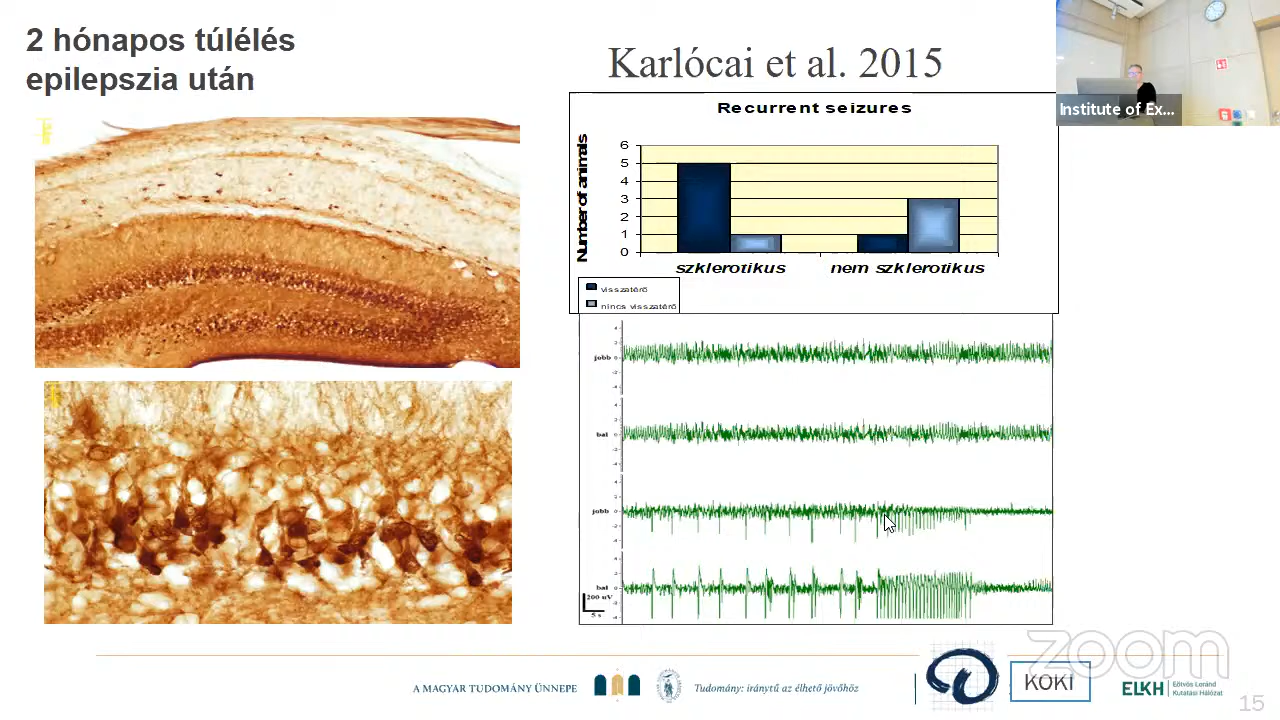 2 hónapos túlélés
epilepszia után
Karlócai et al. 2015
Institute of Ex...
Recurrent seizures
Number of animals
6
5
4
3
2
1
0
szklerotikus
nem szklerotikus
visszatérő
nincs visszatérő
jobb
bal
jobb
bal
200 uV
5 s
zoom
A MAGYAR TUDOMÁNY ÜNNEPE
Tudomány: iránytű az élhető jövőhöz
KOKI
ELKH
Eötvös Loránd
Kutatási Hálózat
15